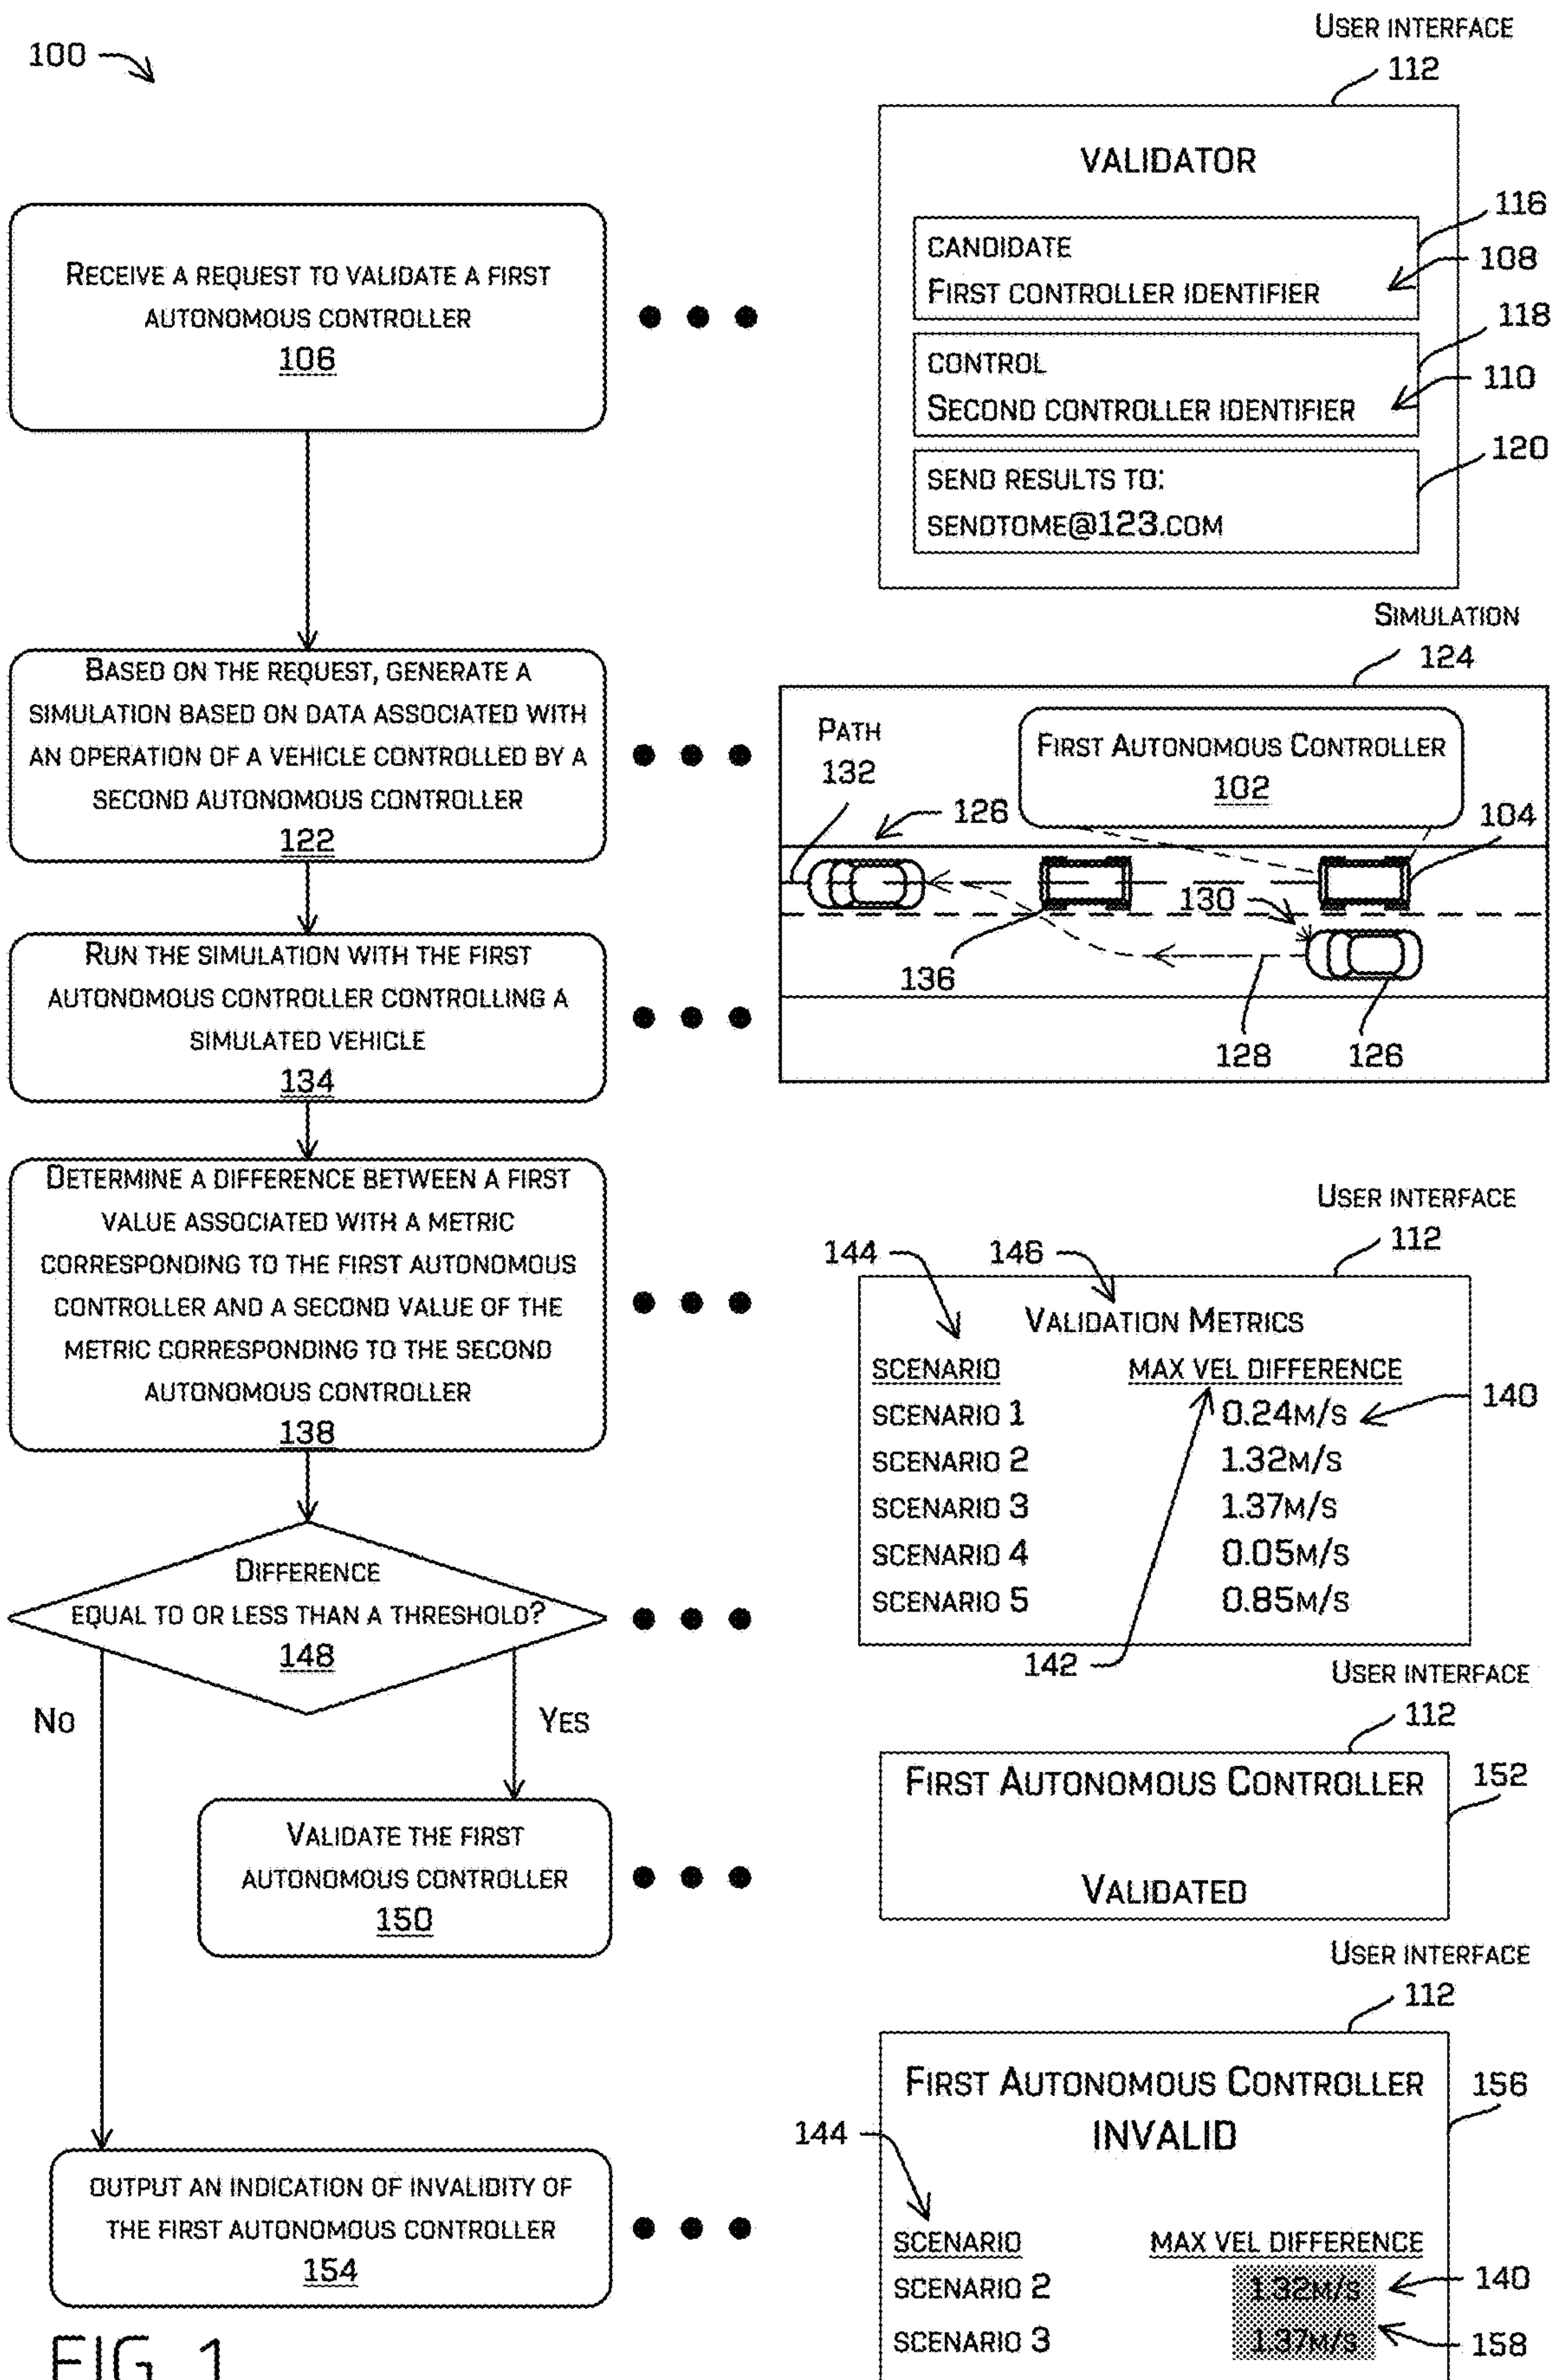 100
USER INTERFACE
112
VALIDATOR
CANDIDATE
FIRST CONTROLLER IDENTIFIER
116
108
CONTROL
SECOND CONTROLLER IDENTIFIER
118
110
SEND RESULTS TO:
SENDTOME@123.COM
120
RECEIVE A REQUEST TO VALIDATE A FIRST
AUTONOMOUS CONTROLLER
106
BASED ON THE REQUEST, GENERATE A
SIMULATION BASED ON DATA ASSOCIATED WITH
AN OPERATION OF A VEHICLE CONTROLLED BY A
SECOND AUTONOMOUS CONTROLLER
122
SIMULATION
124
PATH
132
FIRST AUTONOMOUS CONTROLLER
102
126
104
130
136
128
126
RUN THE SIMULATION WITH THE FIRST
AUTONOMOUS CONTROLLER CONTROLLING A
SIMULATED VEHICLE
134
DETERMINE A DIFFERENCE BETWEEN A FIRST
VALUE ASSOCIATED WITH A METRIC
CORRESPONDING TO THE FIRST AUTONOMOUS
CONTROLLER AND A SECOND VALUE OF THE
METRIC CORRESPONDING TO THE SECOND
AUTONOMOUS CONTROLLER
138
USER INTERFACE
112
144
146
VALIDATION METRICS
SCENARIO MAX VEL DIFFERENCE
SCENARIO 1 0.24M/S
140
SCENARIO 2 1.32M/S
SCENARIO 3 1.37M/S
SCENARIO 4 0.05M/S
SCENARIO 5 0.85M/S
142
DIFFERENCE
EQUAL TO OR LESS THAN A THRESHOLD?
148
NO
YES
USER INTERFACE
112
FIRST AUTONOMOUS CONTROLLER
VALIDATED
152
VALIDATE THE FIRST
AUTONOMOUS CONTROLLER
150
USER INTERFACE
112
FIRST AUTONOMOUS CONTROLLER
INVALID
156
144
SCENARIO MAX VEL DIFFERENCE
SCENARIO 2 1.32M/S
140
SCENARIO 3 1.37M/S
158
OUTPUT AN INDICATION OF INVALIDITY OF
THE FIRST AUTONOMOUS CONTROLLER
154
FIG. 1